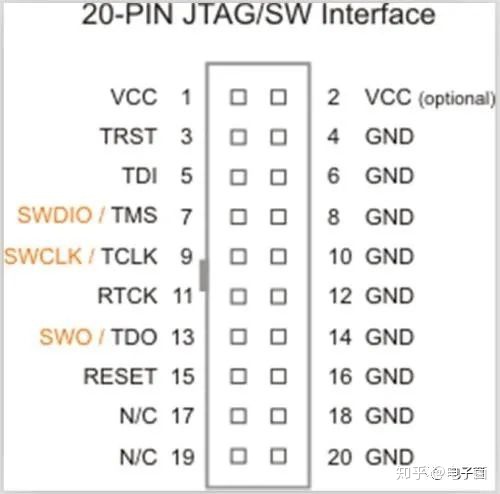 20-PIN JTAG/SW Interface
VCC 1 2 VCC (optional)
TRST 3 4 GND
TDI 5 6 GND
SWDIO / TMS 7 8 GND
SWCLK / TCLK 9 10 GND
RTCK 11 12 GND
SWO / TDO 13 14 GND
RESET 15 16 GND
N/C 17 18 GND
N/C 19 20 GND
知乎 @电子酱